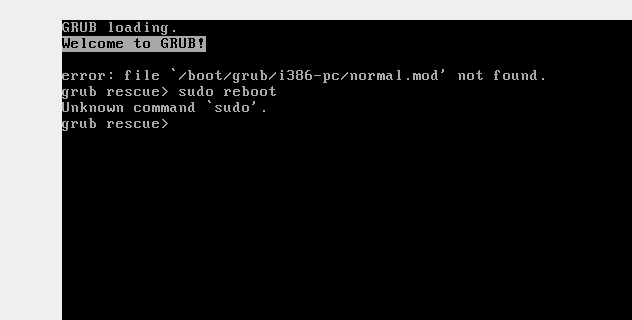 GRUB loading.
Welcome to GRUB!
error: file `/boot/grub/i386-pc/normal.mod' not found.
grub rescue> sudo reboot
Unknown command `sudo'.
grub rescue>